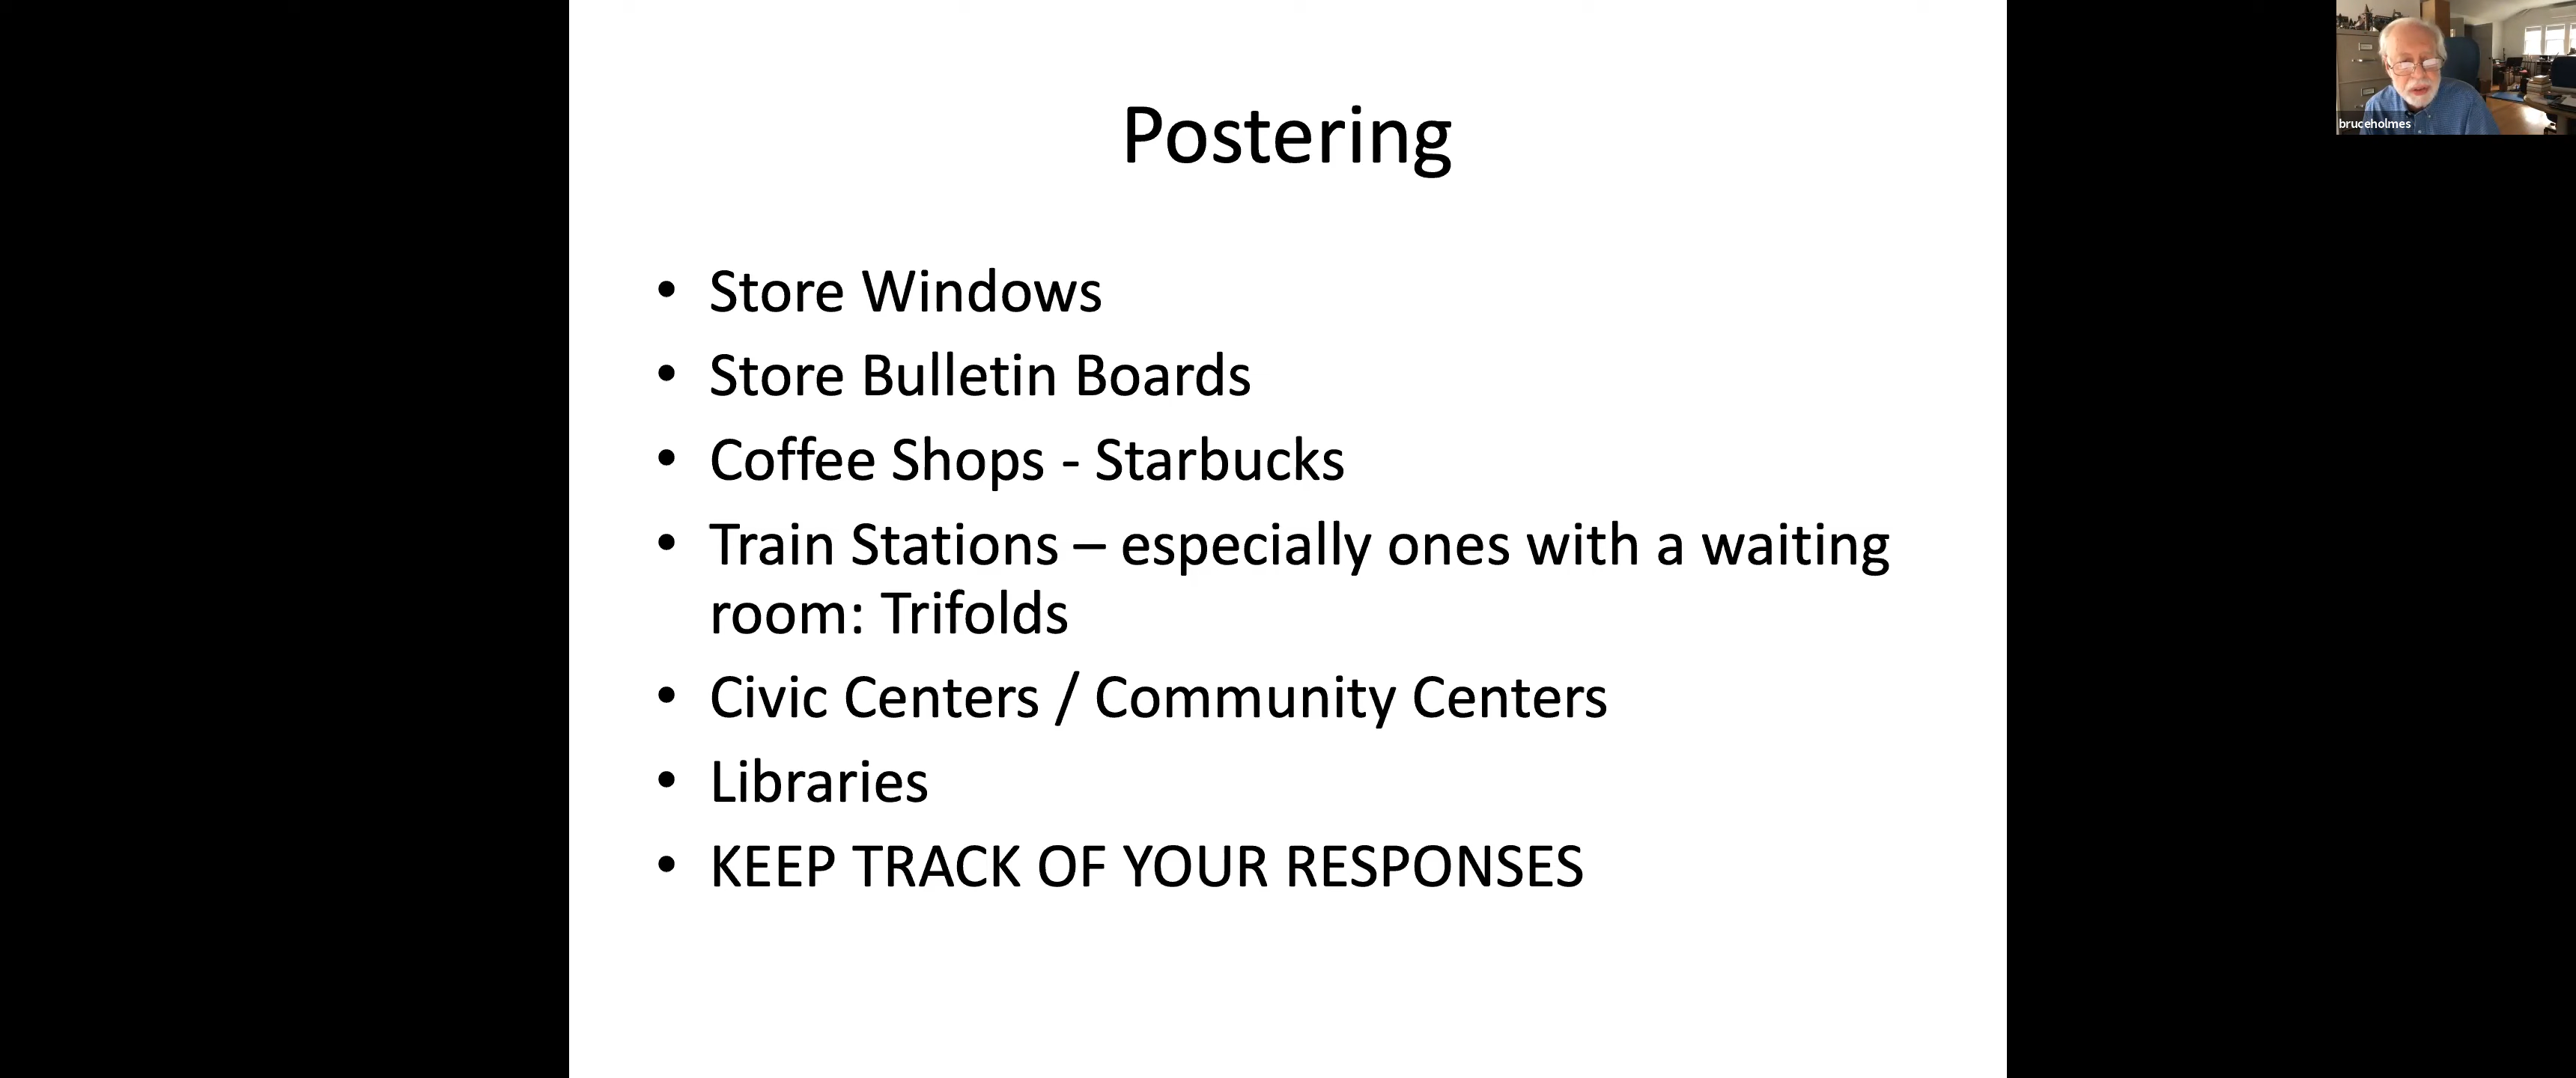 Postering
• Store Windows
• Store Bulletin Boards
• Coffee Shops - Starbucks
• Train Stations – especially ones with a waiting
room: Trifolds
• Civic Centers / Community Centers
• Libraries
• KEEP TRACK OF YOUR RESPONSES
bruceholmes